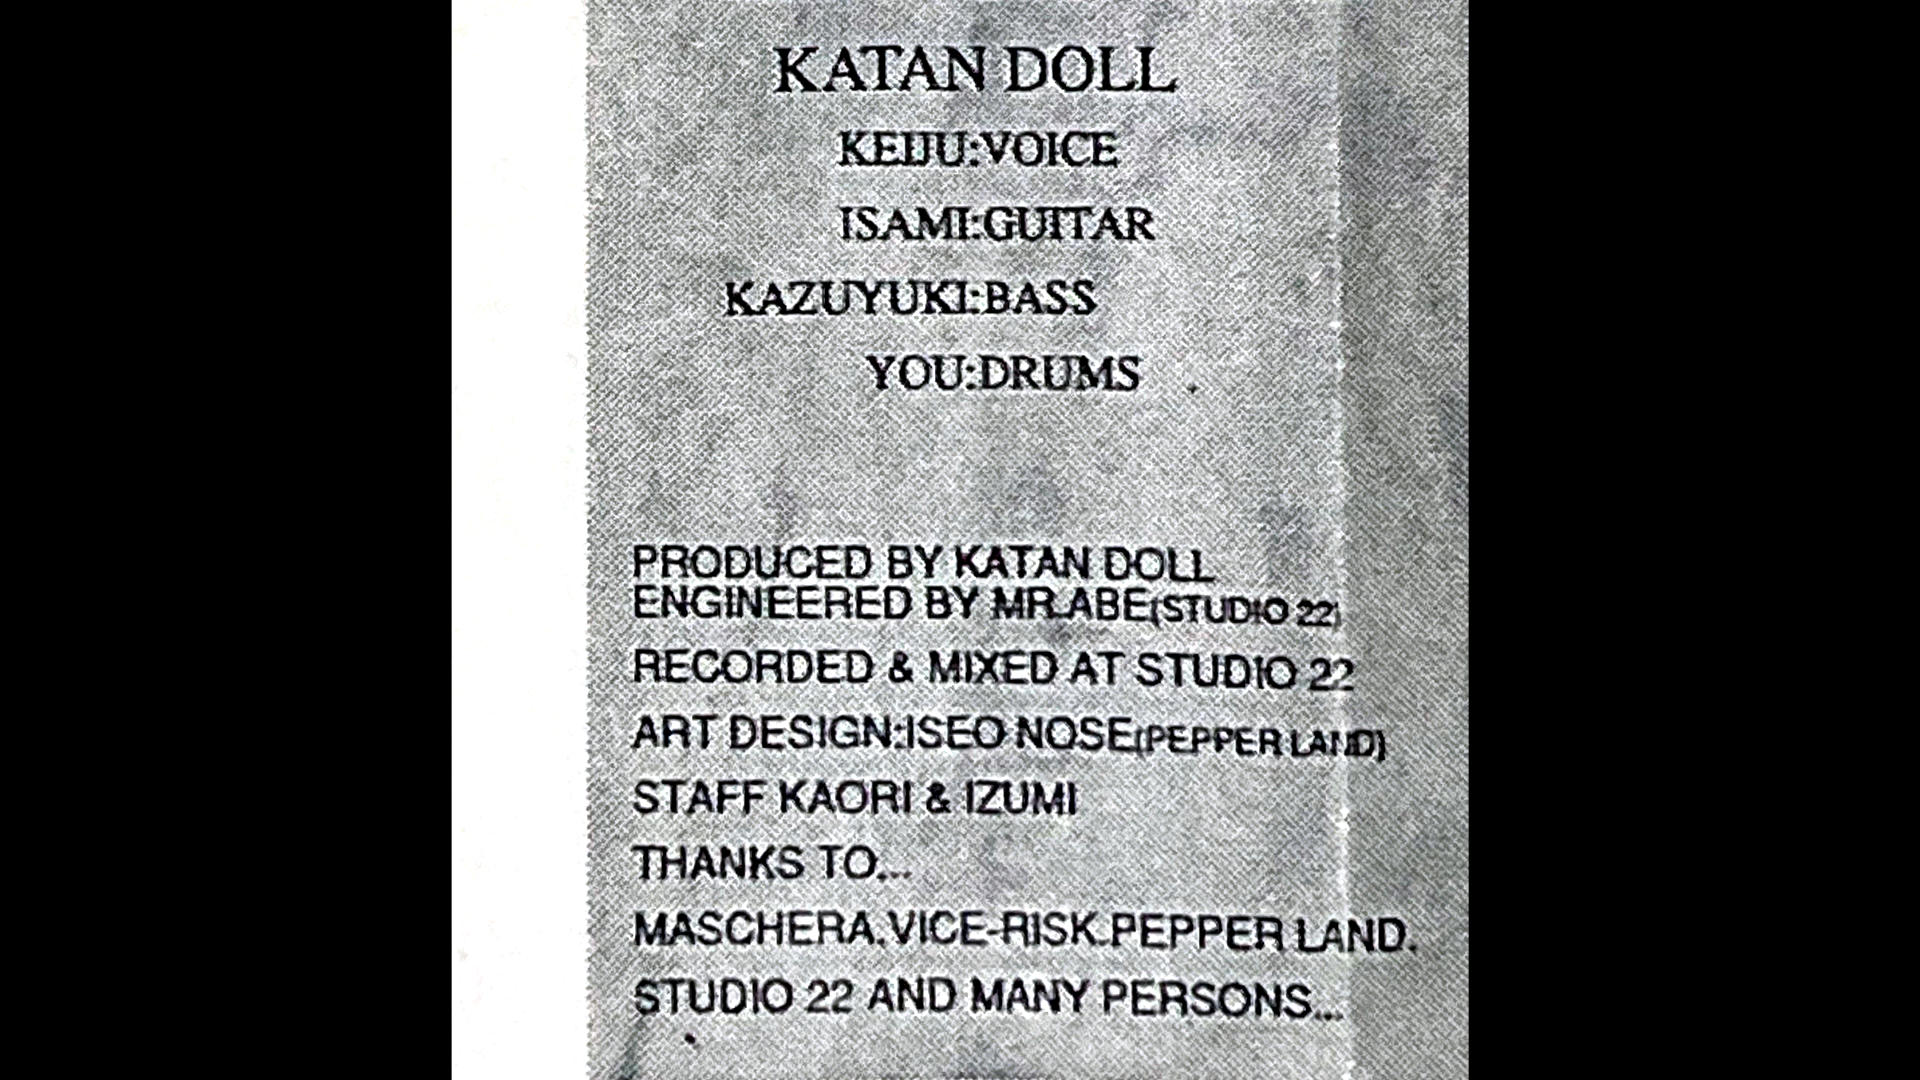 KATAN DOLL
KEIJU:VOICE
ISAMI:GUITAR
KAZUYUKI:BASS
YOU:DRUMS
PRODUCED BY KATAN DOLL
ENGINEERED BY MR.ABE(STUDIO 22)
RECORDED & MIXED AT STUDIO 22
ART DESIGN:ISEO NOSE(PEPPER LAND)
STAFF KAORI & IZUMI
THANKS TO...
MASCHERA.VICE-RISK.PEPPER LAND.
STUDIO 22 AND MANY PERSONS...